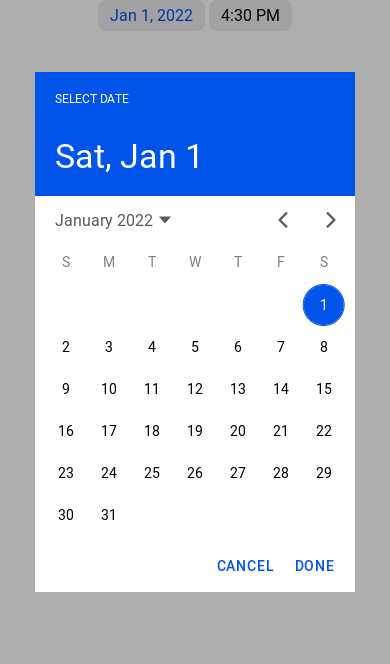 Jan 1, 2022 4:30 PM
SELECT DATE
Sat, Jan 1
January 2022
S M T W T F S
1
2 3 4 5 6 7 8
9 10 11 12 13 14 15
16 17 18 19 20 21 22
23 24 25 26 27 28 29
30 31
CANCEL DONE